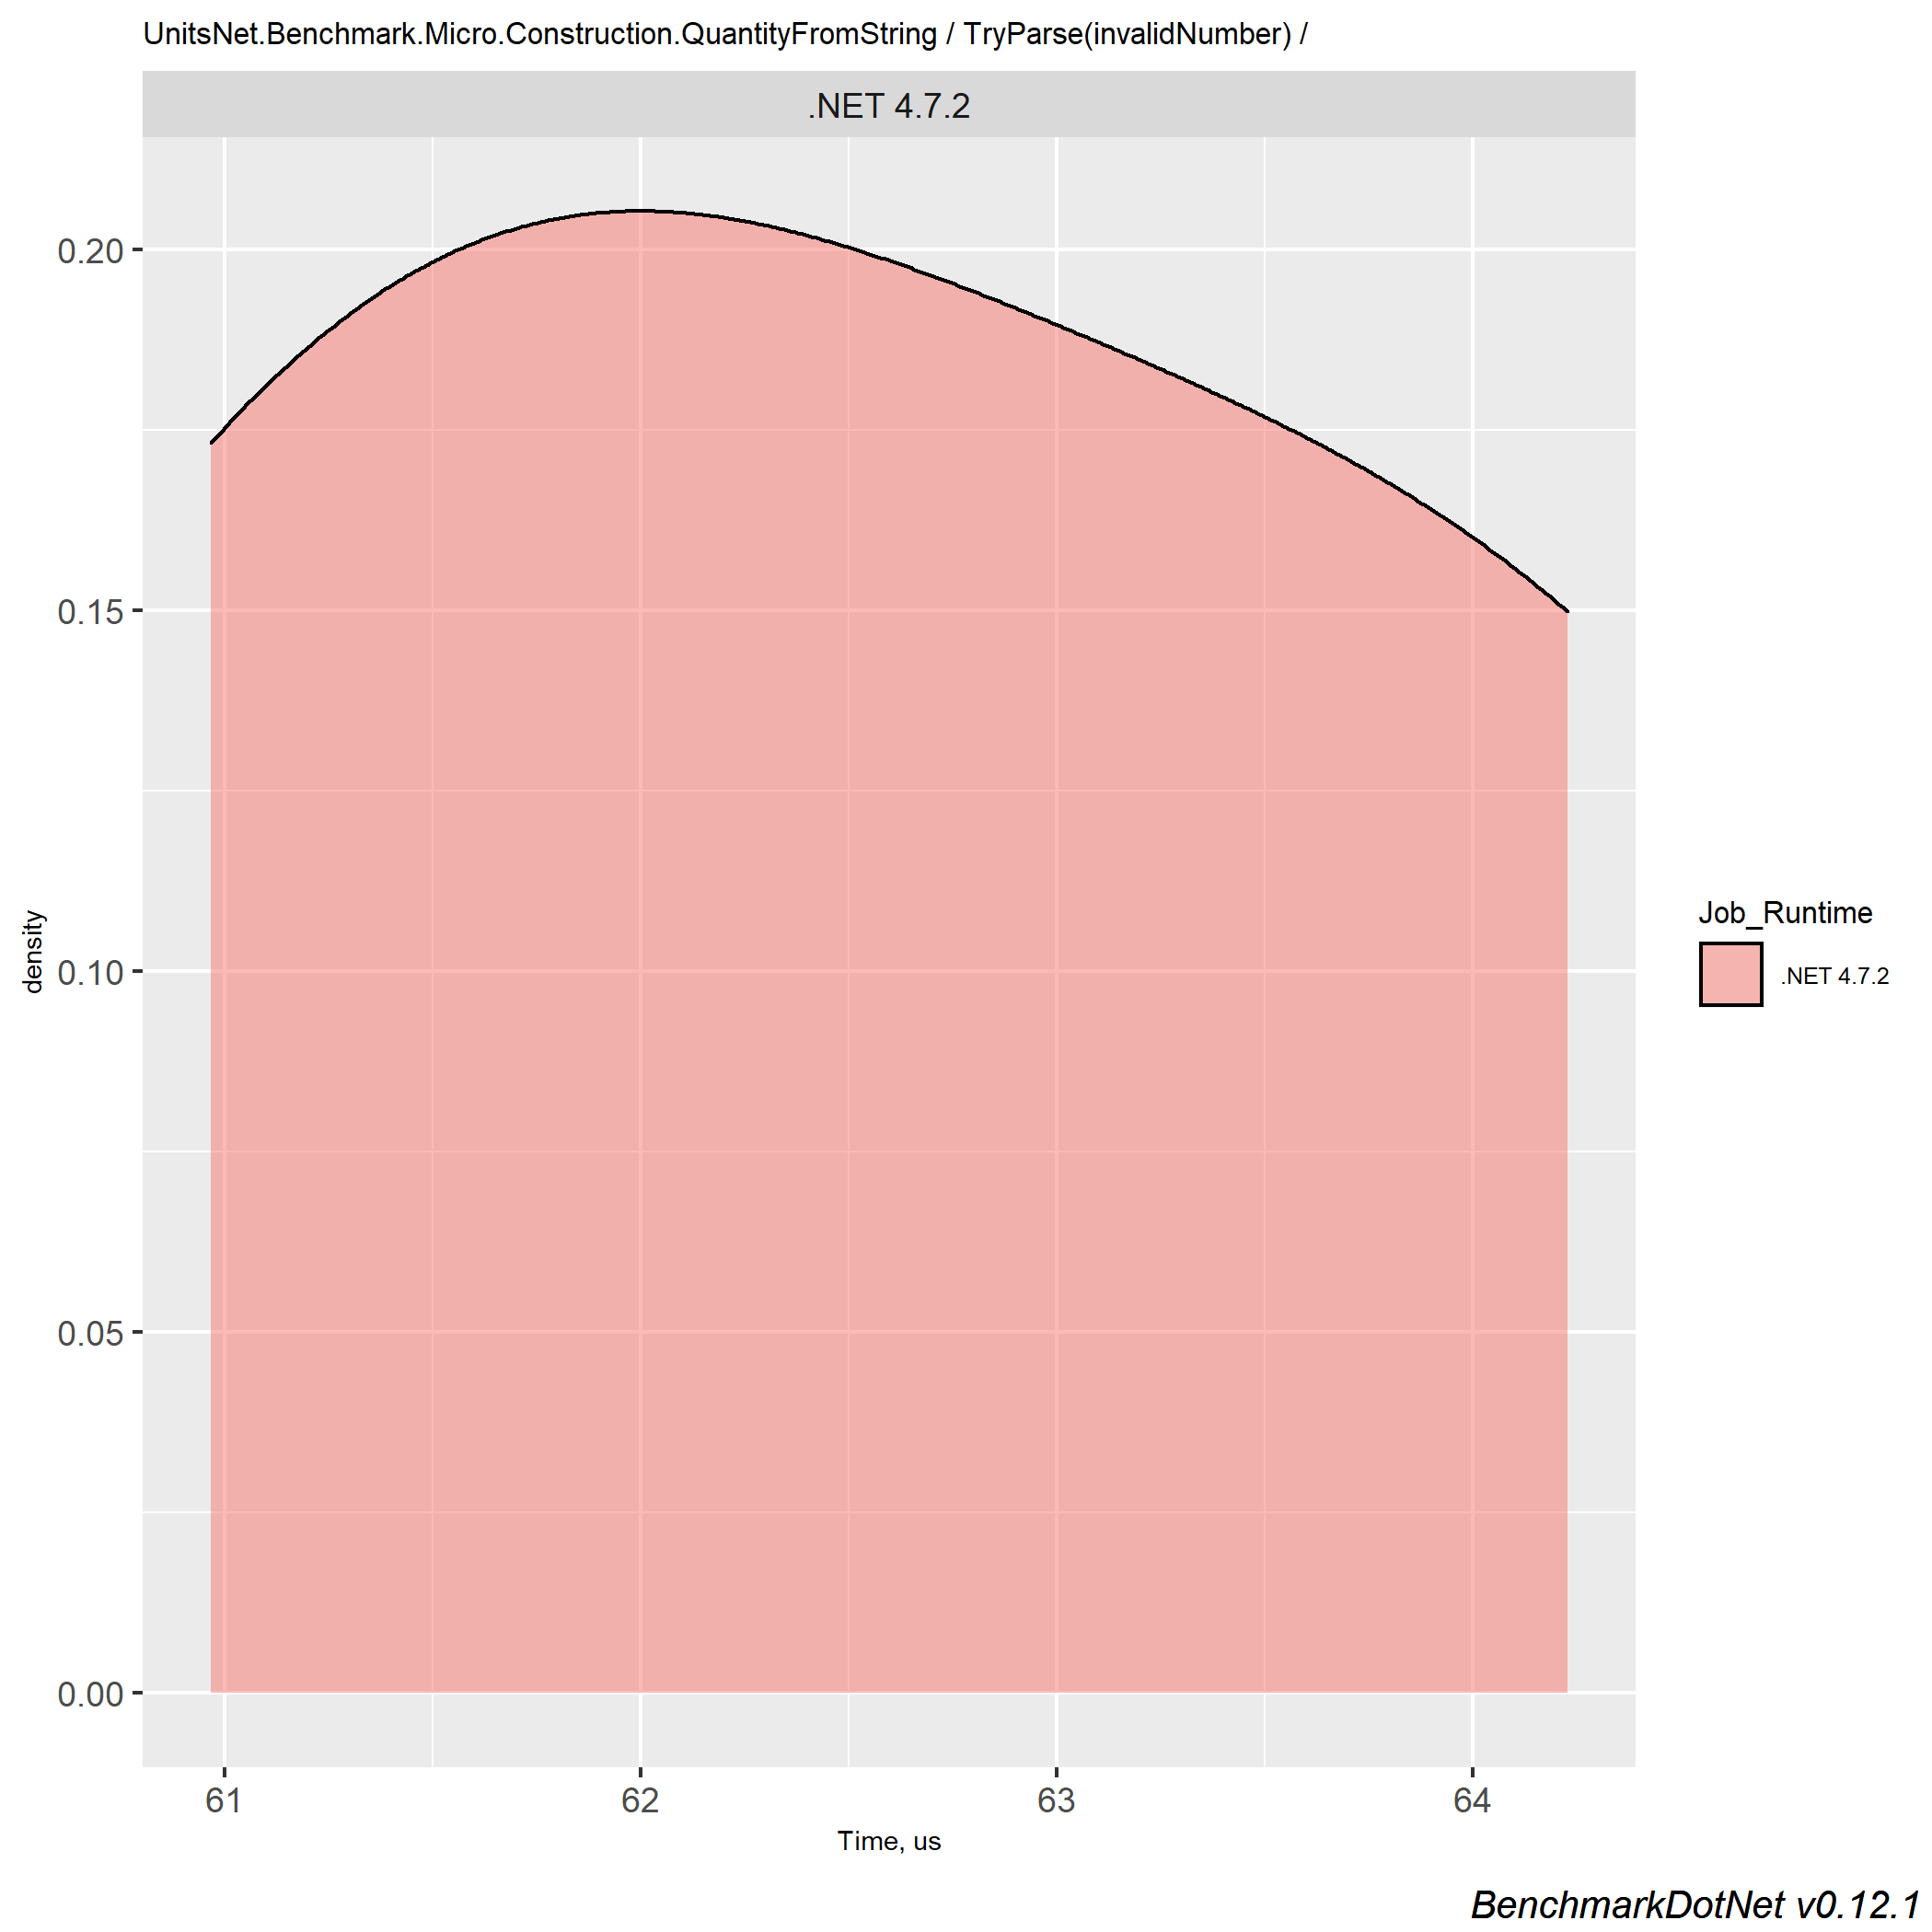 UnitsNet.Benchmark.Micro.Construction.QuantityFromString / TryParse(invalidNumber) /
.NET 4.7.2
0.20
0.15
0.10
0.05
0.00
density
61
62
63
64
Time, us
Job_Runtime
.NET 4.7.2
BenchmarkDotNet v0.12.1